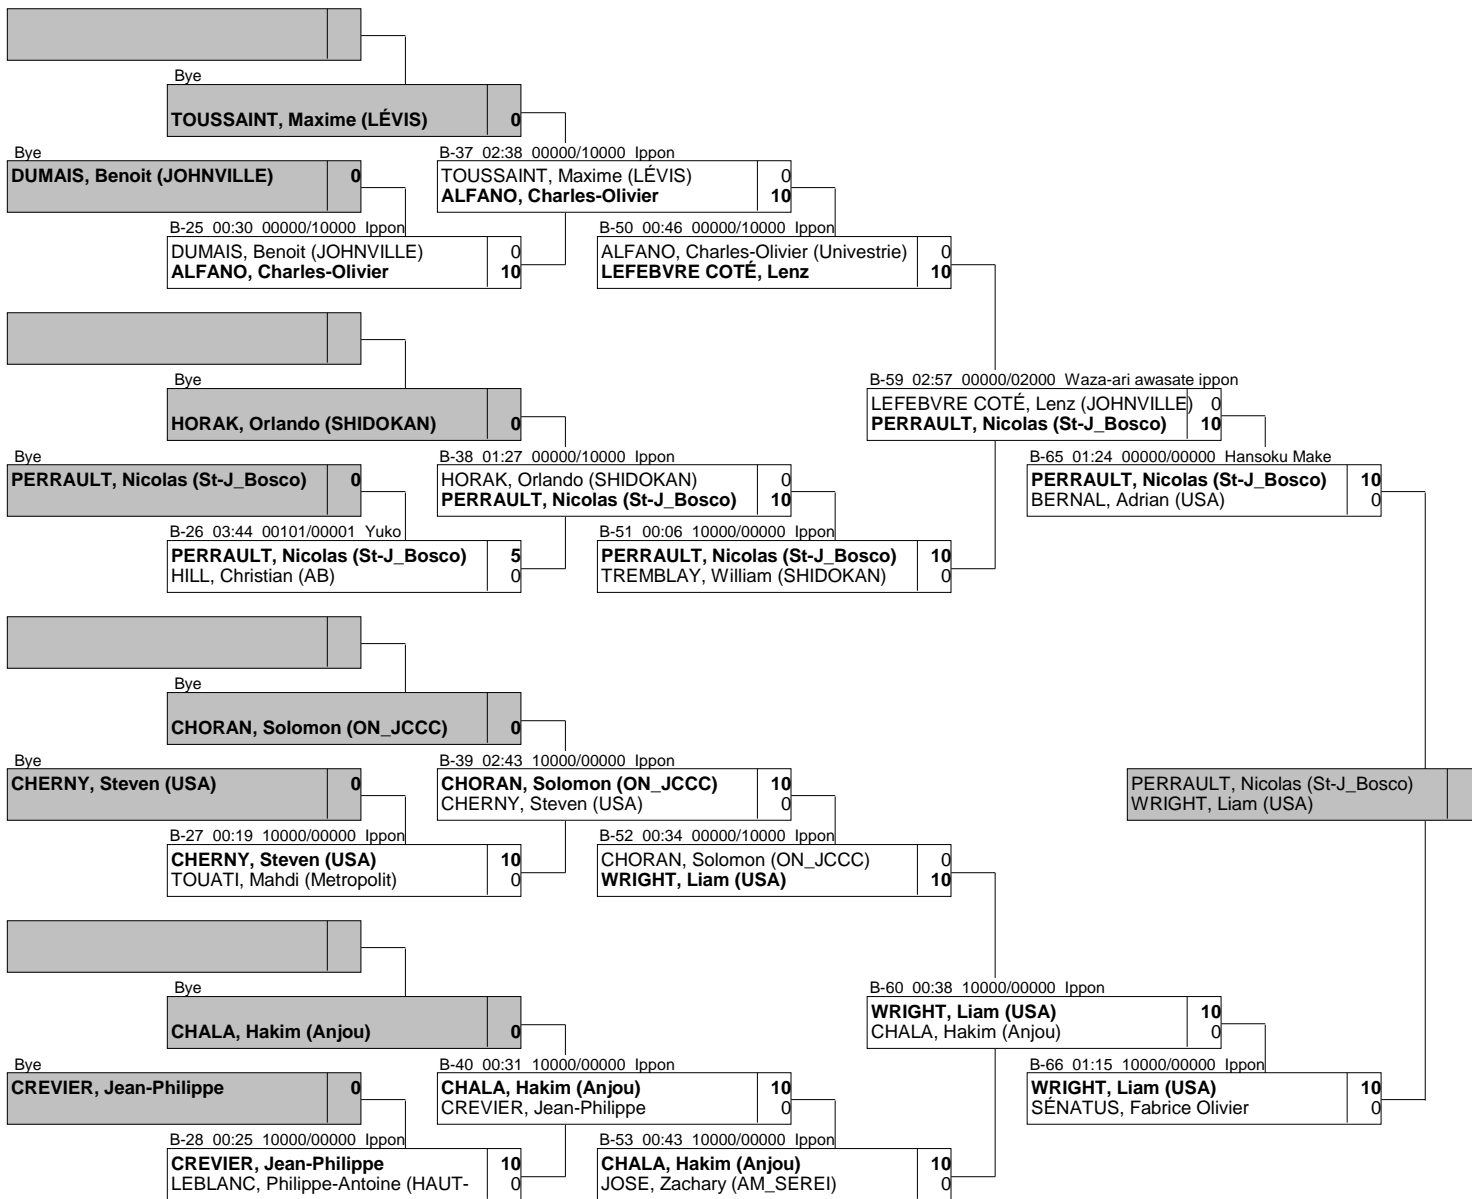 Bye
TOUSSAINT, Maxime (LÉVIS) 0
Bye
DUMAIS, Benoit (JOHNVILLE) 0
B-37 02:38 00000/10000 Ippon
TOUSSAINT, Maxime (LÉVIS) 0
ALFANO, Charles-Olivier 10
B-25 00:30 00000/10000 Ippon
DUMAIS, Benoit (JOHNVILLE) 0
ALFANO, Charles-Olivier 10
B-50 00:46 00000/10000 Ippon
ALFANO, Charles-Olivier (Univestrie) 0
LEFEBVRE COTÉ, Lenz 10
Bye
HORAK, Orlando (SHIDOKAN) 0
B-59 02:57 00000/02000 Waza-ari awasate ippon
LEFEBVRE COTÉ, Lenz (JOHNVILLE) 0
PERRAULT, Nicolas (St-J_Bosco) 10
Bye
PERRAULT, Nicolas (St-J_Bosco) 0
B-38 01:27 00000/10000 Ippon
HORAK, Orlando (SHIDOKAN) 0
PERRAULT, Nicolas (St-J_Bosco) 10
B-65 01:24 00000/00000 Hansoku Make
PERRAULT, Nicolas (St-J_Bosco) 10
BERNAL, Adrian (USA) 0
B-26 03:44 00101/00001 Yuko
PERRAULT, Nicolas (St-J_Bosco) 5
HILL, Christian (AB) 0
B-51 00:06 10000/00000 Ippon
PERRAULT, Nicolas (St-J_Bosco) 10
TREMBLAY, William (SHIDOKAN) 0
Bye
CHORAN, Solomon (ON_JCCC) 0
Bye
CHERNY, Steven (USA) 0
B-39 02:43 10000/00000 Ippon
CHORAN, Solomon (ON_JCCC) 10
CHERNY, Steven (USA) 0
PERRAULT, Nicolas (St-J_Bosco)
WRIGHT, Liam (USA)
B-27 00:19 10000/00000 Ippon
CHERNY, Steven (USA) 10
TOUATI, Mahdi (Metropolit) 0
B-52 00:34 00000/10000 Ippon
CHORAN, Solomon (ON_JCCC) 0
WRIGHT, Liam (USA) 10
Bye
CHALA, Hakim (Anjou) 0
B-60 00:38 10000/00000 Ippon
WRIGHT, Liam (USA) 10
CHALA, Hakim (Anjou) 0
Bye
CREVIER, Jean-Philippe 0
B-40 00:31 10000/00000 Ippon
CHALA, Hakim (Anjou) 10
CREVIER, Jean-Philippe 0
B-66 01:15 10000/00000 Ippon
WRIGHT, Liam (USA) 10
SÉNATUS, Fabrice Olivier 0
B-28 00:25 10000/00000 Ippon
CREVIER, Jean-Philippe 10
LEBLANC, Philippe-Antoine (HAUT- 0
B-53 00:43 10000/00000 Ippon
CHALA, Hakim (Anjou) 10
JOSE, Zachary (AM_SEREI) 0